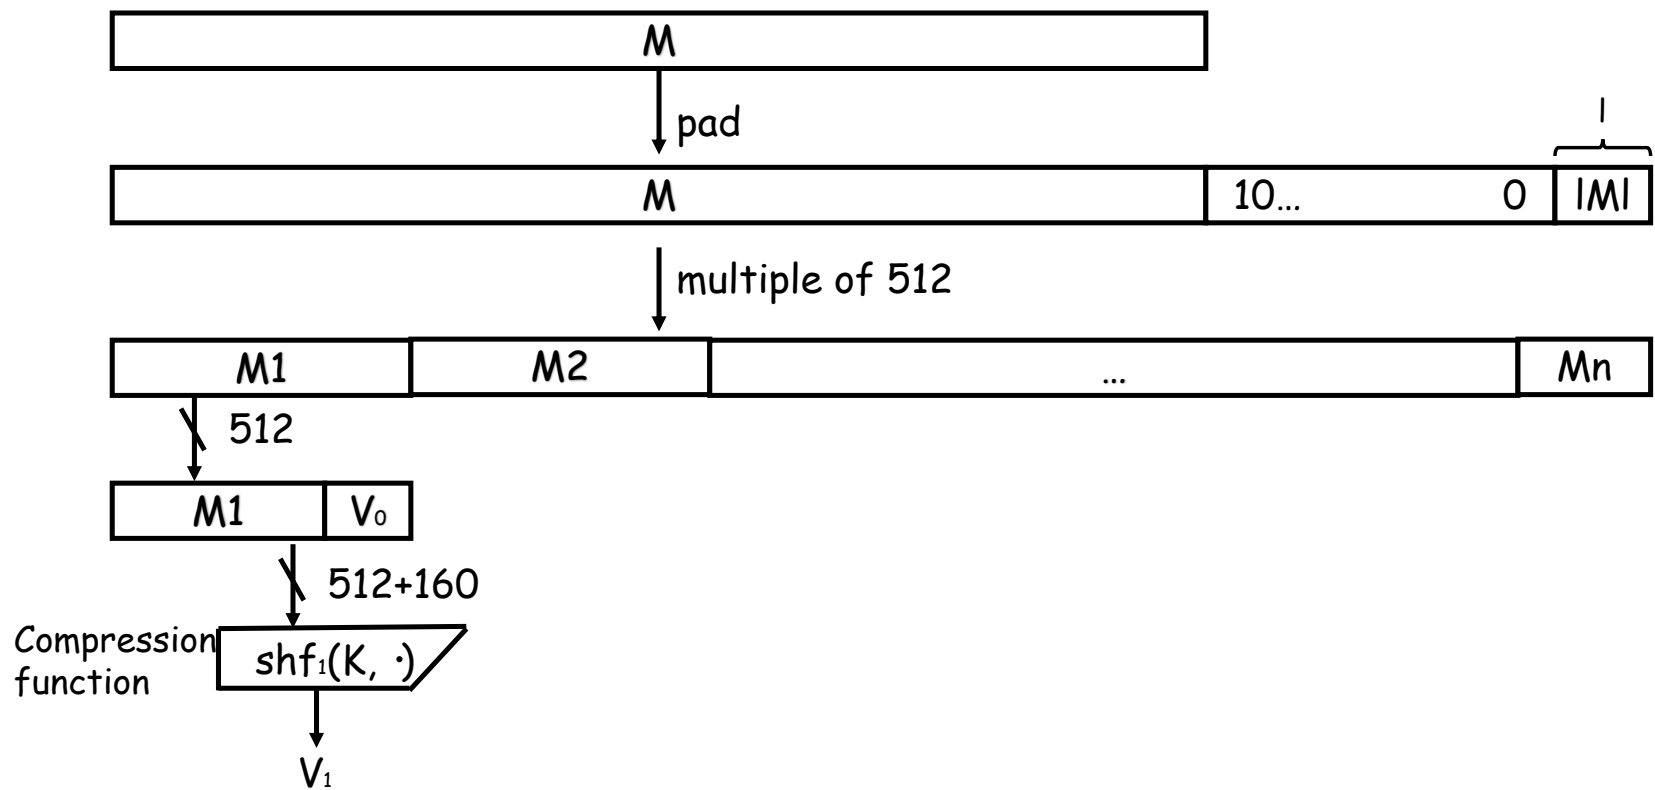 M
pad
l
M
10...
0
|M|
multiple of 512
M1
M2
...
Mn
512
M1
V₀
512+160
Compression
function
shf₁(K, ·)
V₁